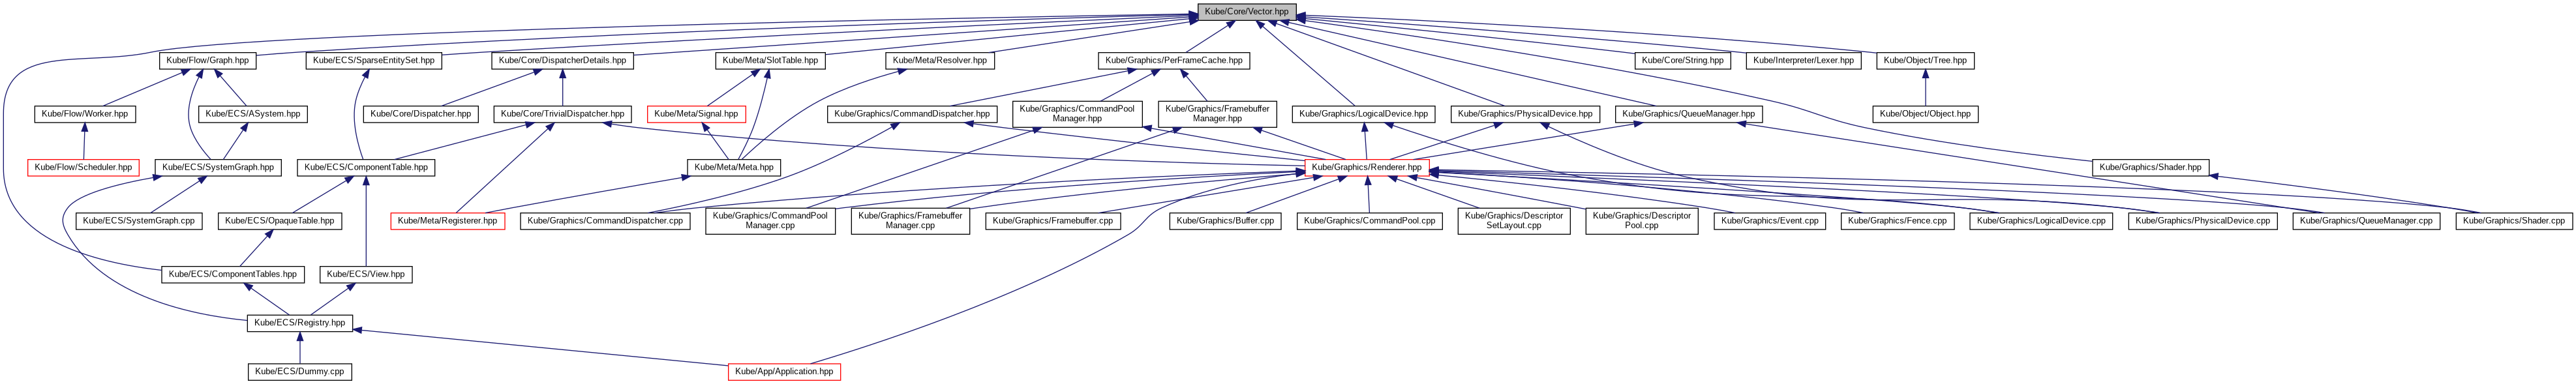 Kube/Core/Vector.hpp
Kube/Flow/Graph.hpp
Kube/ECS/SparseEntitySet.hpp
Kube/Core/DispatcherDetails.hpp
Kube/Meta/SlotTable.hpp
Kube/Meta/Resolver.hpp
Kube/Graphics/PerFrameCache.hpp
Kube/Core/String.hpp
Kube/Interpreter/Lexer.hpp
Kube/Object/Tree.hpp
Kube/Flow/Worker.hpp
Kube/ECS/ASystem.hpp
Kube/Core/Dispatcher.hpp
Kube/Core/TrivialDispatcher.hpp
Kube/Meta/Signal.hpp
Kube/Graphics/CommandDispatcher.hpp
Kube/Graphics/CommandPool
Manager.hpp
Kube/Graphics/Framebuffer
Manager.hpp
Kube/Graphics/LogicalDevice.hpp
Kube/Graphics/PhysicalDevice.hpp
Kube/Graphics/QueueManager.hpp
Kube/Object/Object.hpp
Kube/Flow/Scheduler.hpp
Kube/ECS/SystemGraph.hpp
Kube/ECS/ComponentTable.hpp
Kube/Meta/Meta.hpp
Kube/Graphics/Renderer.hpp
Kube/Graphics/Shader.hpp
Kube/ECS/SystemGraph.cpp
Kube/ECS/OpaqueTable.hpp
Kube/Meta/Registerer.hpp
Kube/Graphics/CommandDispatcher.cpp
Kube/Graphics/CommandPool
Manager.cpp
Kube/Graphics/Framebuffer
Manager.cpp
Kube/Graphics/Framebuffer.cpp
Kube/Graphics/Buffer.cpp
Kube/Graphics/CommandPool.cpp
Kube/Graphics/Descriptor
SetLayout.cpp
Kube/Graphics/Descriptor
Pool.cpp
Kube/Graphics/Event.cpp
Kube/Graphics/Fence.cpp
Kube/Graphics/LogicalDevice.cpp
Kube/Graphics/PhysicalDevice.cpp
Kube/Graphics/QueueManager.cpp
Kube/Graphics/Shader.cpp
Kube/ECS/ComponentTables.hpp
Kube/ECS/View.hpp
Kube/ECS/Registry.hpp
Kube/ECS/Dummy.cpp
Kube/App/Application.hpp